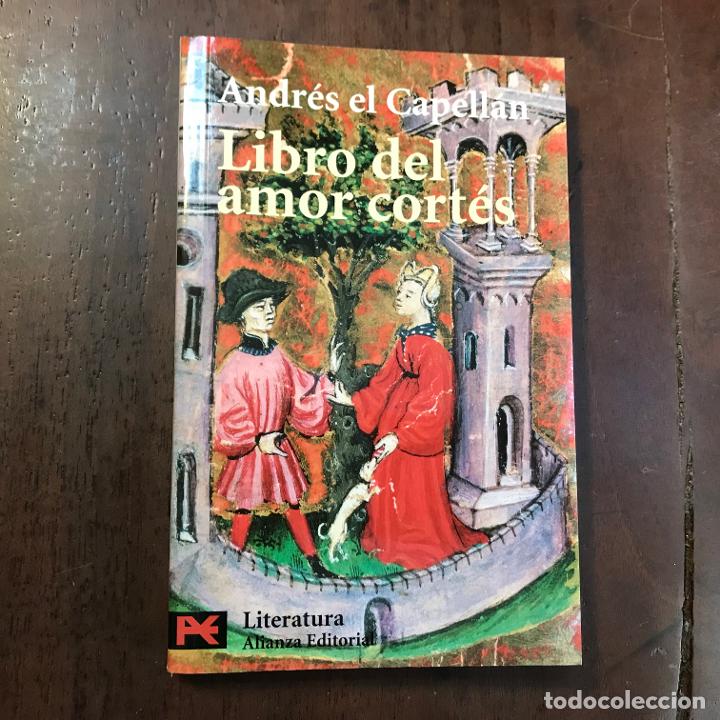 Andrés el Capellán
Libro del
amor cortés
Literatura
Alianza Editorial
todocoleccion